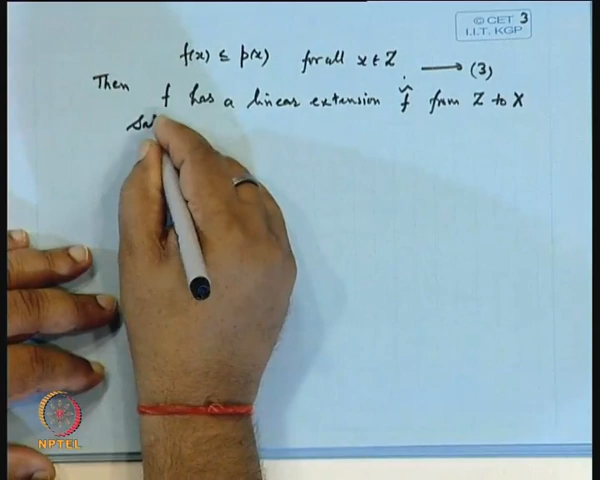 © CET 3
I.I.T. KGP
f(x) ≤ p(x) for all x ∈ Z ⟶ (3)
Then f has a linear extension f̃ from Z to X
NPTEL